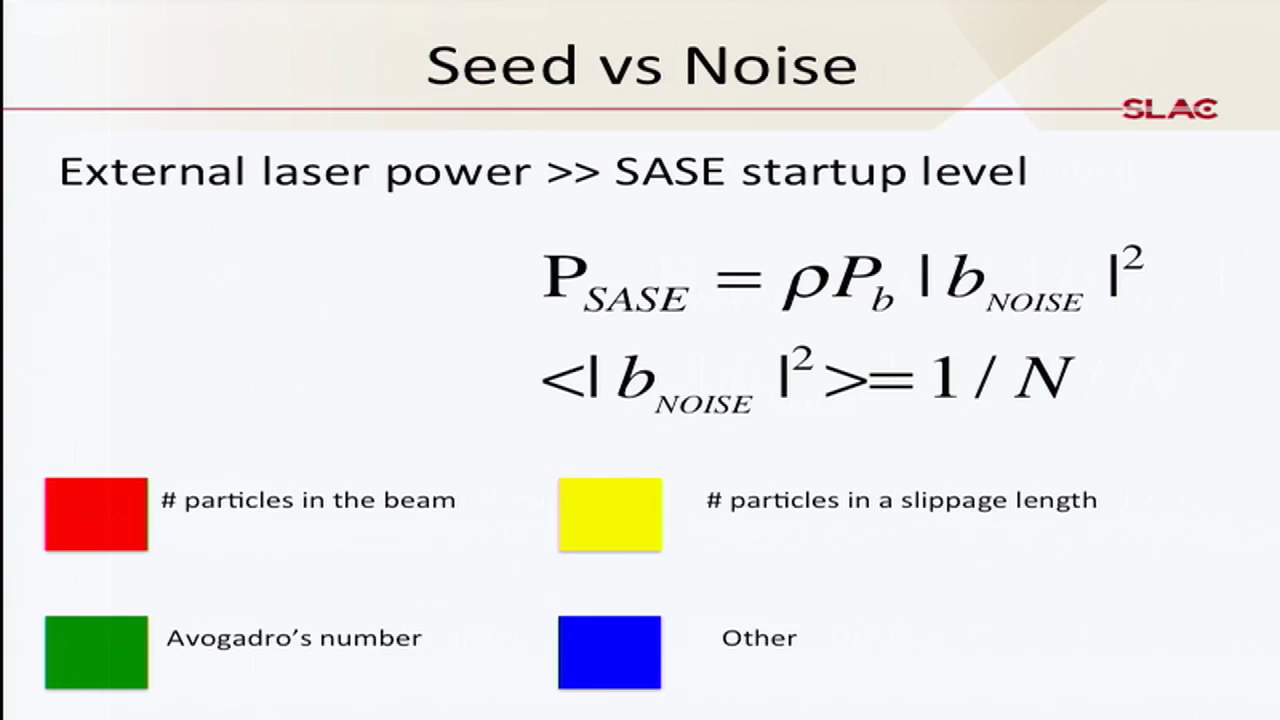 Seed vs Noise
SLAC
External laser power >> SASE startup level
P_SASE = ρP_b | b_NOISE |²
<| b_NOISE |²>= 1 / N
# particles in the beam
# particles in a slippage length
Avogadro’s number
Other